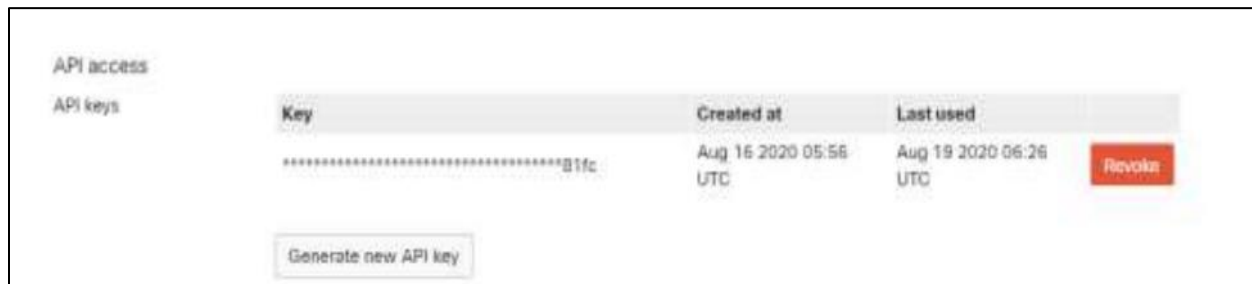 API access
API keys
Key Created at Last used
************************************81fc Aug 16 2020 05:56 UTC Aug 19 2020 06:26 UTC Revoke
Generate new API key